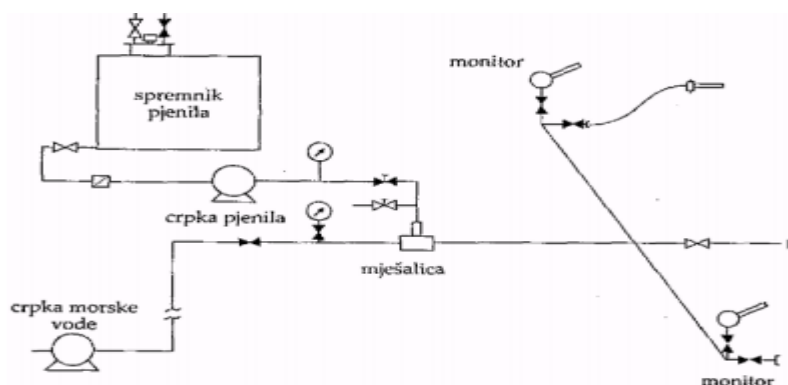 monitor
spremnik
pjenila
crpka pjenila
mješalica
crpka morske
vode
monitor